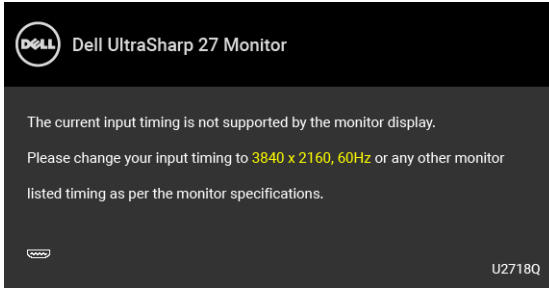 DELL
Dell UltraSharp 27 Monitor
The current input timing is not supported by the monitor display.
Please change your input timing to 3840 x 2160, 60Hz or any other monitor
listed timing as per the monitor specifications.
U2718Q